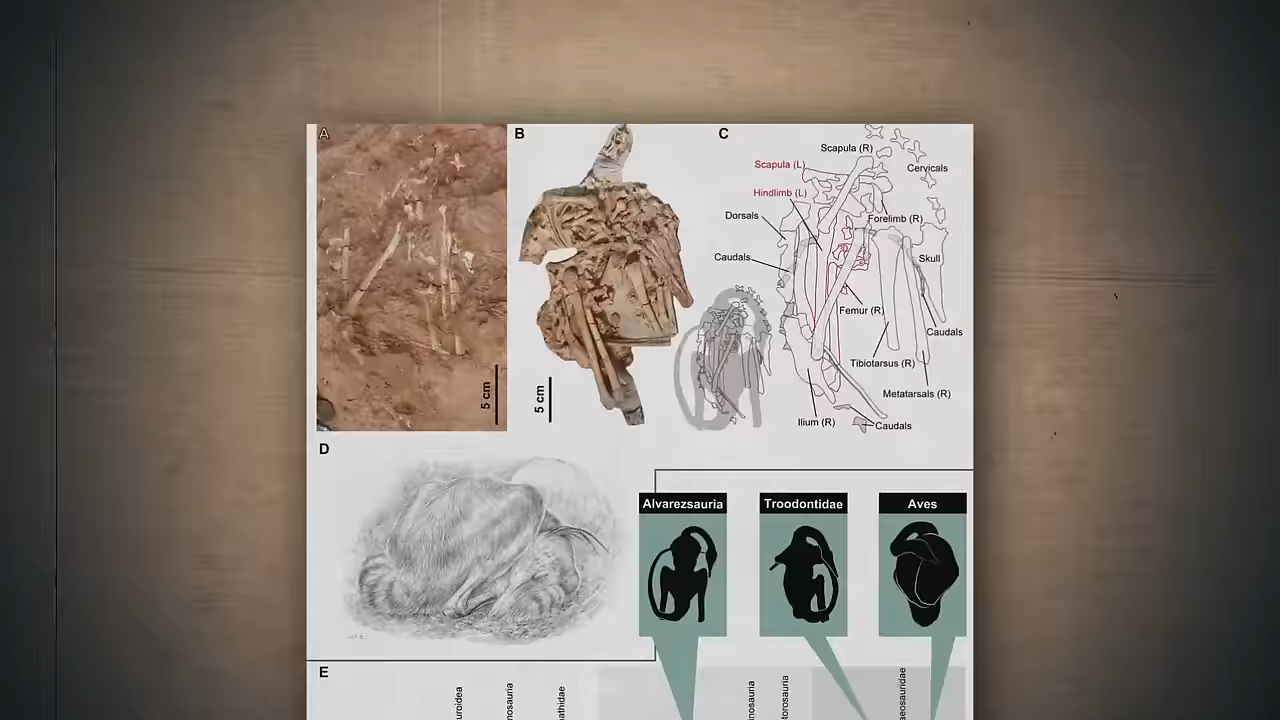 A
B
C
Scapula (R)
Scapula (L)
Cervicals
Hindlimb (L)
Dorsals
Forelimb (R)
Caudals
Skull
Femur (R)
Caudals
Tibiotarsus (R)
Metatarsals (R)
Ilium (R)
Caudals
5 cm
5 cm
D
Alvarezsauria
Troodontidae
Aves
E